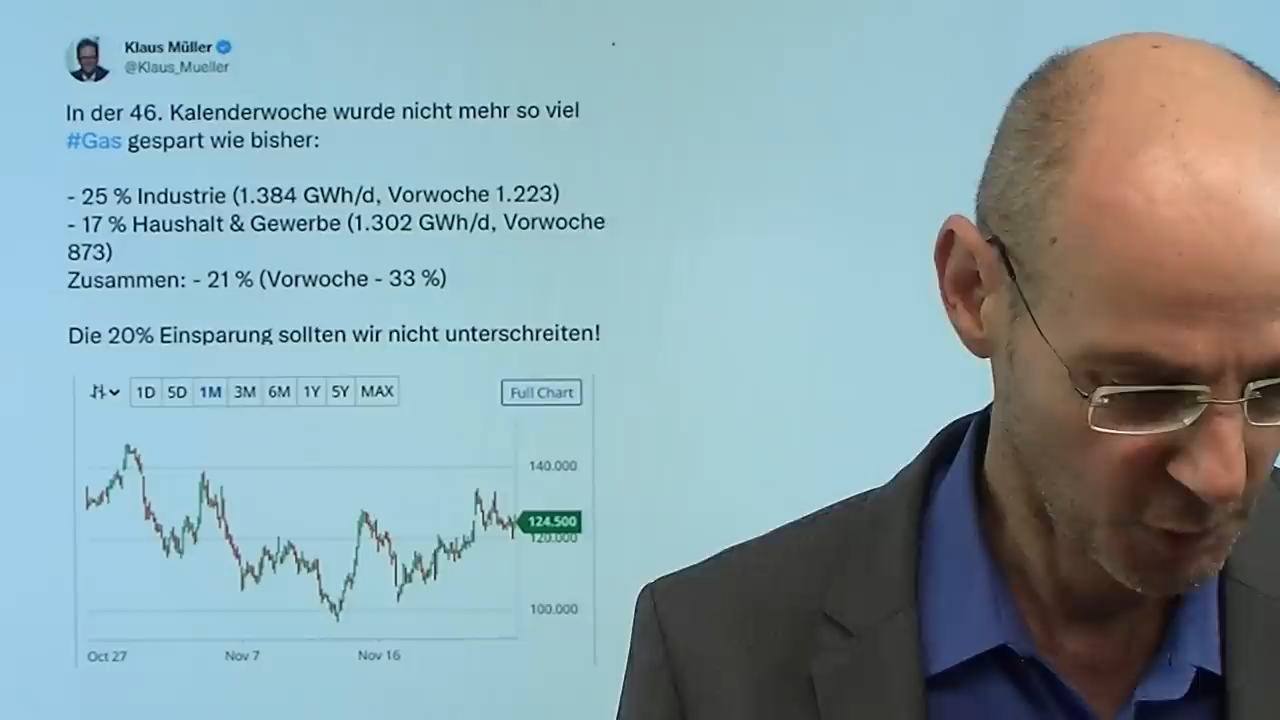 Klaus Müller
@Klaus_Mueller
In der 46. Kalenderwoche wurde nicht mehr so viel
#Gas gespart wie bisher:
- 25 % Industrie (1.384 GWh/d, Vorwoche 1.223)
- 17 % Haushalt & Gewerbe (1.302 GWh/d, Vorwoche
873)
Zusammen: - 21 % (Vorwoche - 33 %)
Die 20% Einsparung sollten wir nicht unterschreiten!
1D 5D 1M 3M 6M 1Y 5Y MAX
Full Chart
140.000
124.500
120.000
100.000
Oct 27 Nov 7 Nov 16